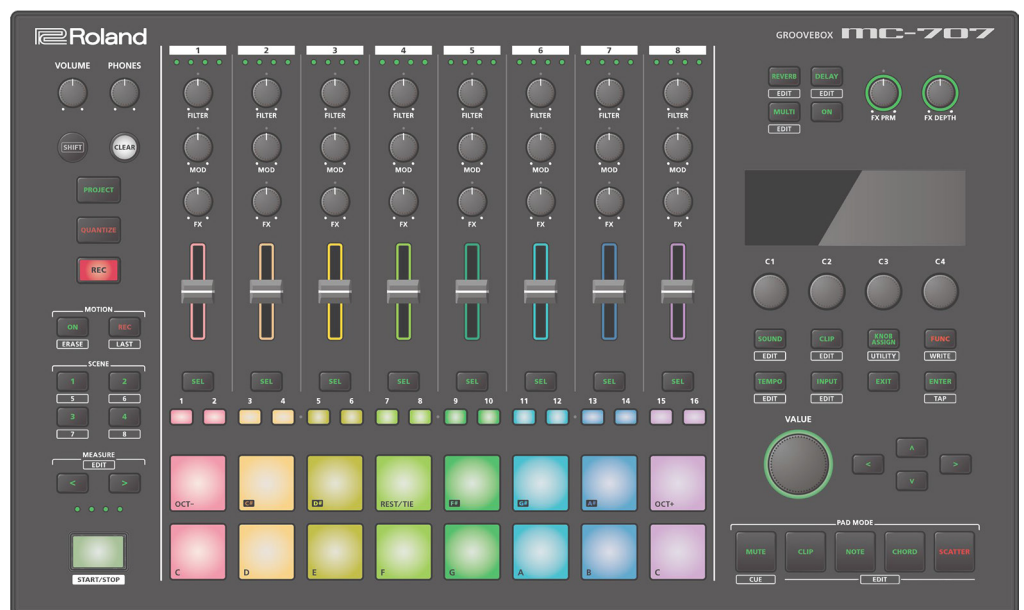 Roland
GROOVEBOX MC-707
VOLUME PHONES
SHIFT CLEAR
PROJECT
QUANTIZE
REC
MOTION
ON REC
ERASE LAST
SCENE
1 2
5 6
3 4
7 8
MEASURE
EDIT
< >
START/STOP
1 2 3 4 5 6 7 8
FILTER FILTER FILTER FILTER FILTER FILTER FILTER FILTER
MOD MOD MOD MOD MOD MOD MOD MOD
FX FX FX FX FX FX FX FX
SEL SEL SEL SEL SEL SEL SEL SEL
1 2 3 4 5 6 7 8 9 10 11 12 13 14 15 16
OCT− C# D# REST/TIE F# G# A# OCT+
C D E F G A B C
REVERB DELAY
EDIT EDIT
MULTI ON
EDIT
FX PRM FX DEPTH
C1 C2 C3 C4
SOUND CLIP KNOB ASSIGN FUNC
EDIT EDIT UTILITY WRITE
TEMPO INPUT EXIT ENTER
EDIT EDIT TAP
VALUE
˄
< >
˅
PAD MODE
MUTE CLIP NOTE CHORD SCATTER
CUE EDIT